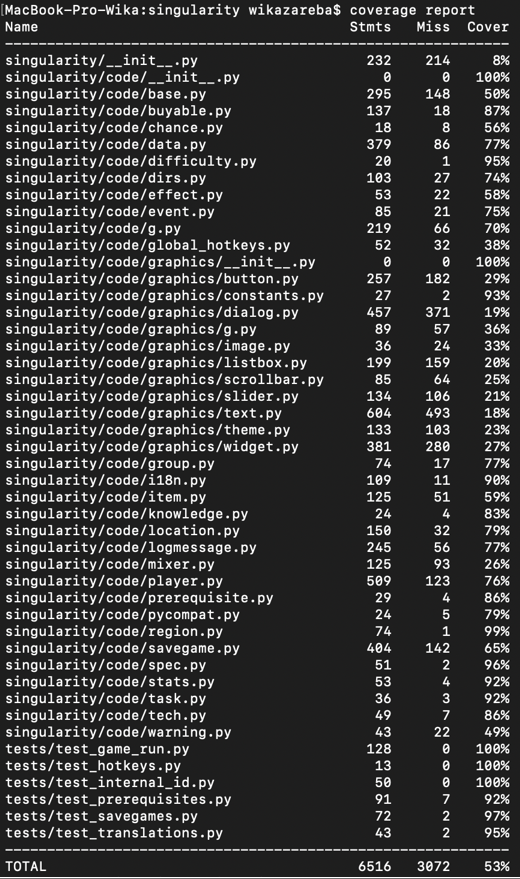 [MacBook-Pro-Wika:singularity wikazareba$ coverage report
Name Stmts Miss Cover
----------------------------------------------------------
singularity/__init__.py 232 214 8%
singularity/code/__init__.py 0 0 100%
singularity/code/base.py 295 148 50%
singularity/code/buyable.py 137 18 87%
singularity/code/chance.py 18 8 56%
singularity/code/data.py 379 86 77%
singularity/code/difficulty.py 20 1 95%
singularity/code/dirs.py 103 27 74%
singularity/code/effect.py 53 22 58%
singularity/code/event.py 85 21 75%
singularity/code/g.py 219 66 70%
singularity/code/global_hotkeys.py 52 32 38%
singularity/code/graphics/__init__.py 0 0 100%
singularity/code/graphics/button.py 257 182 29%
singularity/code/graphics/constants.py 27 2 93%
singularity/code/graphics/dialog.py 457 371 19%
singularity/code/graphics/g.py 89 57 36%
singularity/code/graphics/image.py 36 24 33%
singularity/code/graphics/listbox.py 199 159 20%
singularity/code/graphics/scrollbar.py 85 64 25%
singularity/code/graphics/slider.py 134 106 21%
singularity/code/graphics/text.py 604 493 18%
singularity/code/graphics/theme.py 133 103 23%
singularity/code/graphics/widget.py 381 280 27%
singularity/code/group.py 74 17 77%
singularity/code/i18n.py 109 11 90%
singularity/code/item.py 125 51 59%
singularity/code/knowledge.py 24 4 83%
singularity/code/location.py 150 32 79%
singularity/code/logmessage.py 245 56 77%
singularity/code/mixer.py 125 93 26%
singularity/code/player.py 509 123 76%
singularity/code/prerequisite.py 29 4 86%
singularity/code/pycompat.py 24 5 79%
singularity/code/region.py 74 1 99%
singularity/code/savegame.py 404 142 65%
singularity/code/spec.py 51 2 96%
singularity/code/stats.py 53 4 92%
singularity/code/task.py 36 3 92%
singularity/code/tech.py 49 7 86%
singularity/code/warning.py 43 22 49%
tests/test_game_run.py 128 0 100%
tests/test_hotkeys.py 13 0 100%
tests/test_internal_id.py 50 0 100%
tests/test_prerequisites.py 91 7 92%
tests/test_savegames.py 72 2 97%
tests/test_translations.py 43 2 95%
----------------------------------------------------------
TOTAL 6516 3072 53%